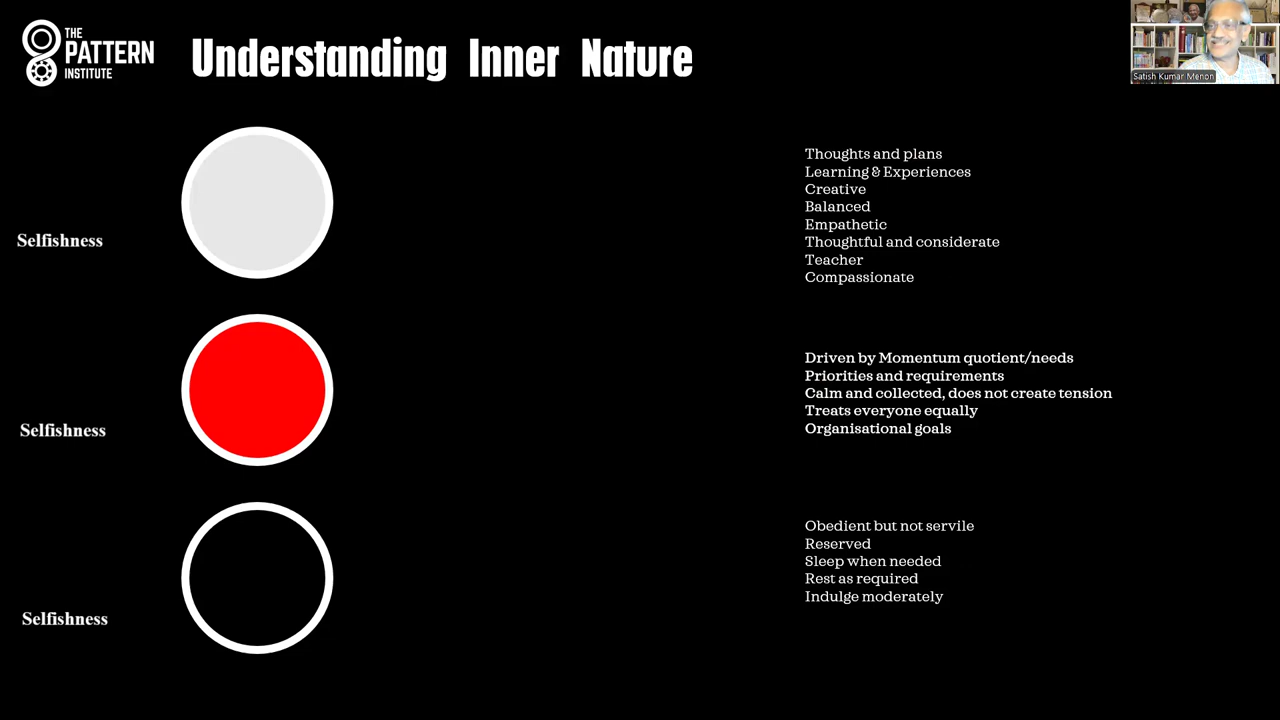 THE
PATTERN
INSTITUTE
Understanding Inner Nature
Satish Kumar Menon
Selfishness
Thoughts and plans
Learning & Experiences
Creative
Balanced
Empathetic
Thoughtful and considerate
Teacher
Compassionate
Selfishness
Driven by Momentum quotient/needs
Priorities and requirements
Calm and collected, does not create tension
Treats everyone equally
Organisational goals
Selfishness
Obedient but not servile
Reserved
Sleep when needed
Rest as required
Indulge moderately